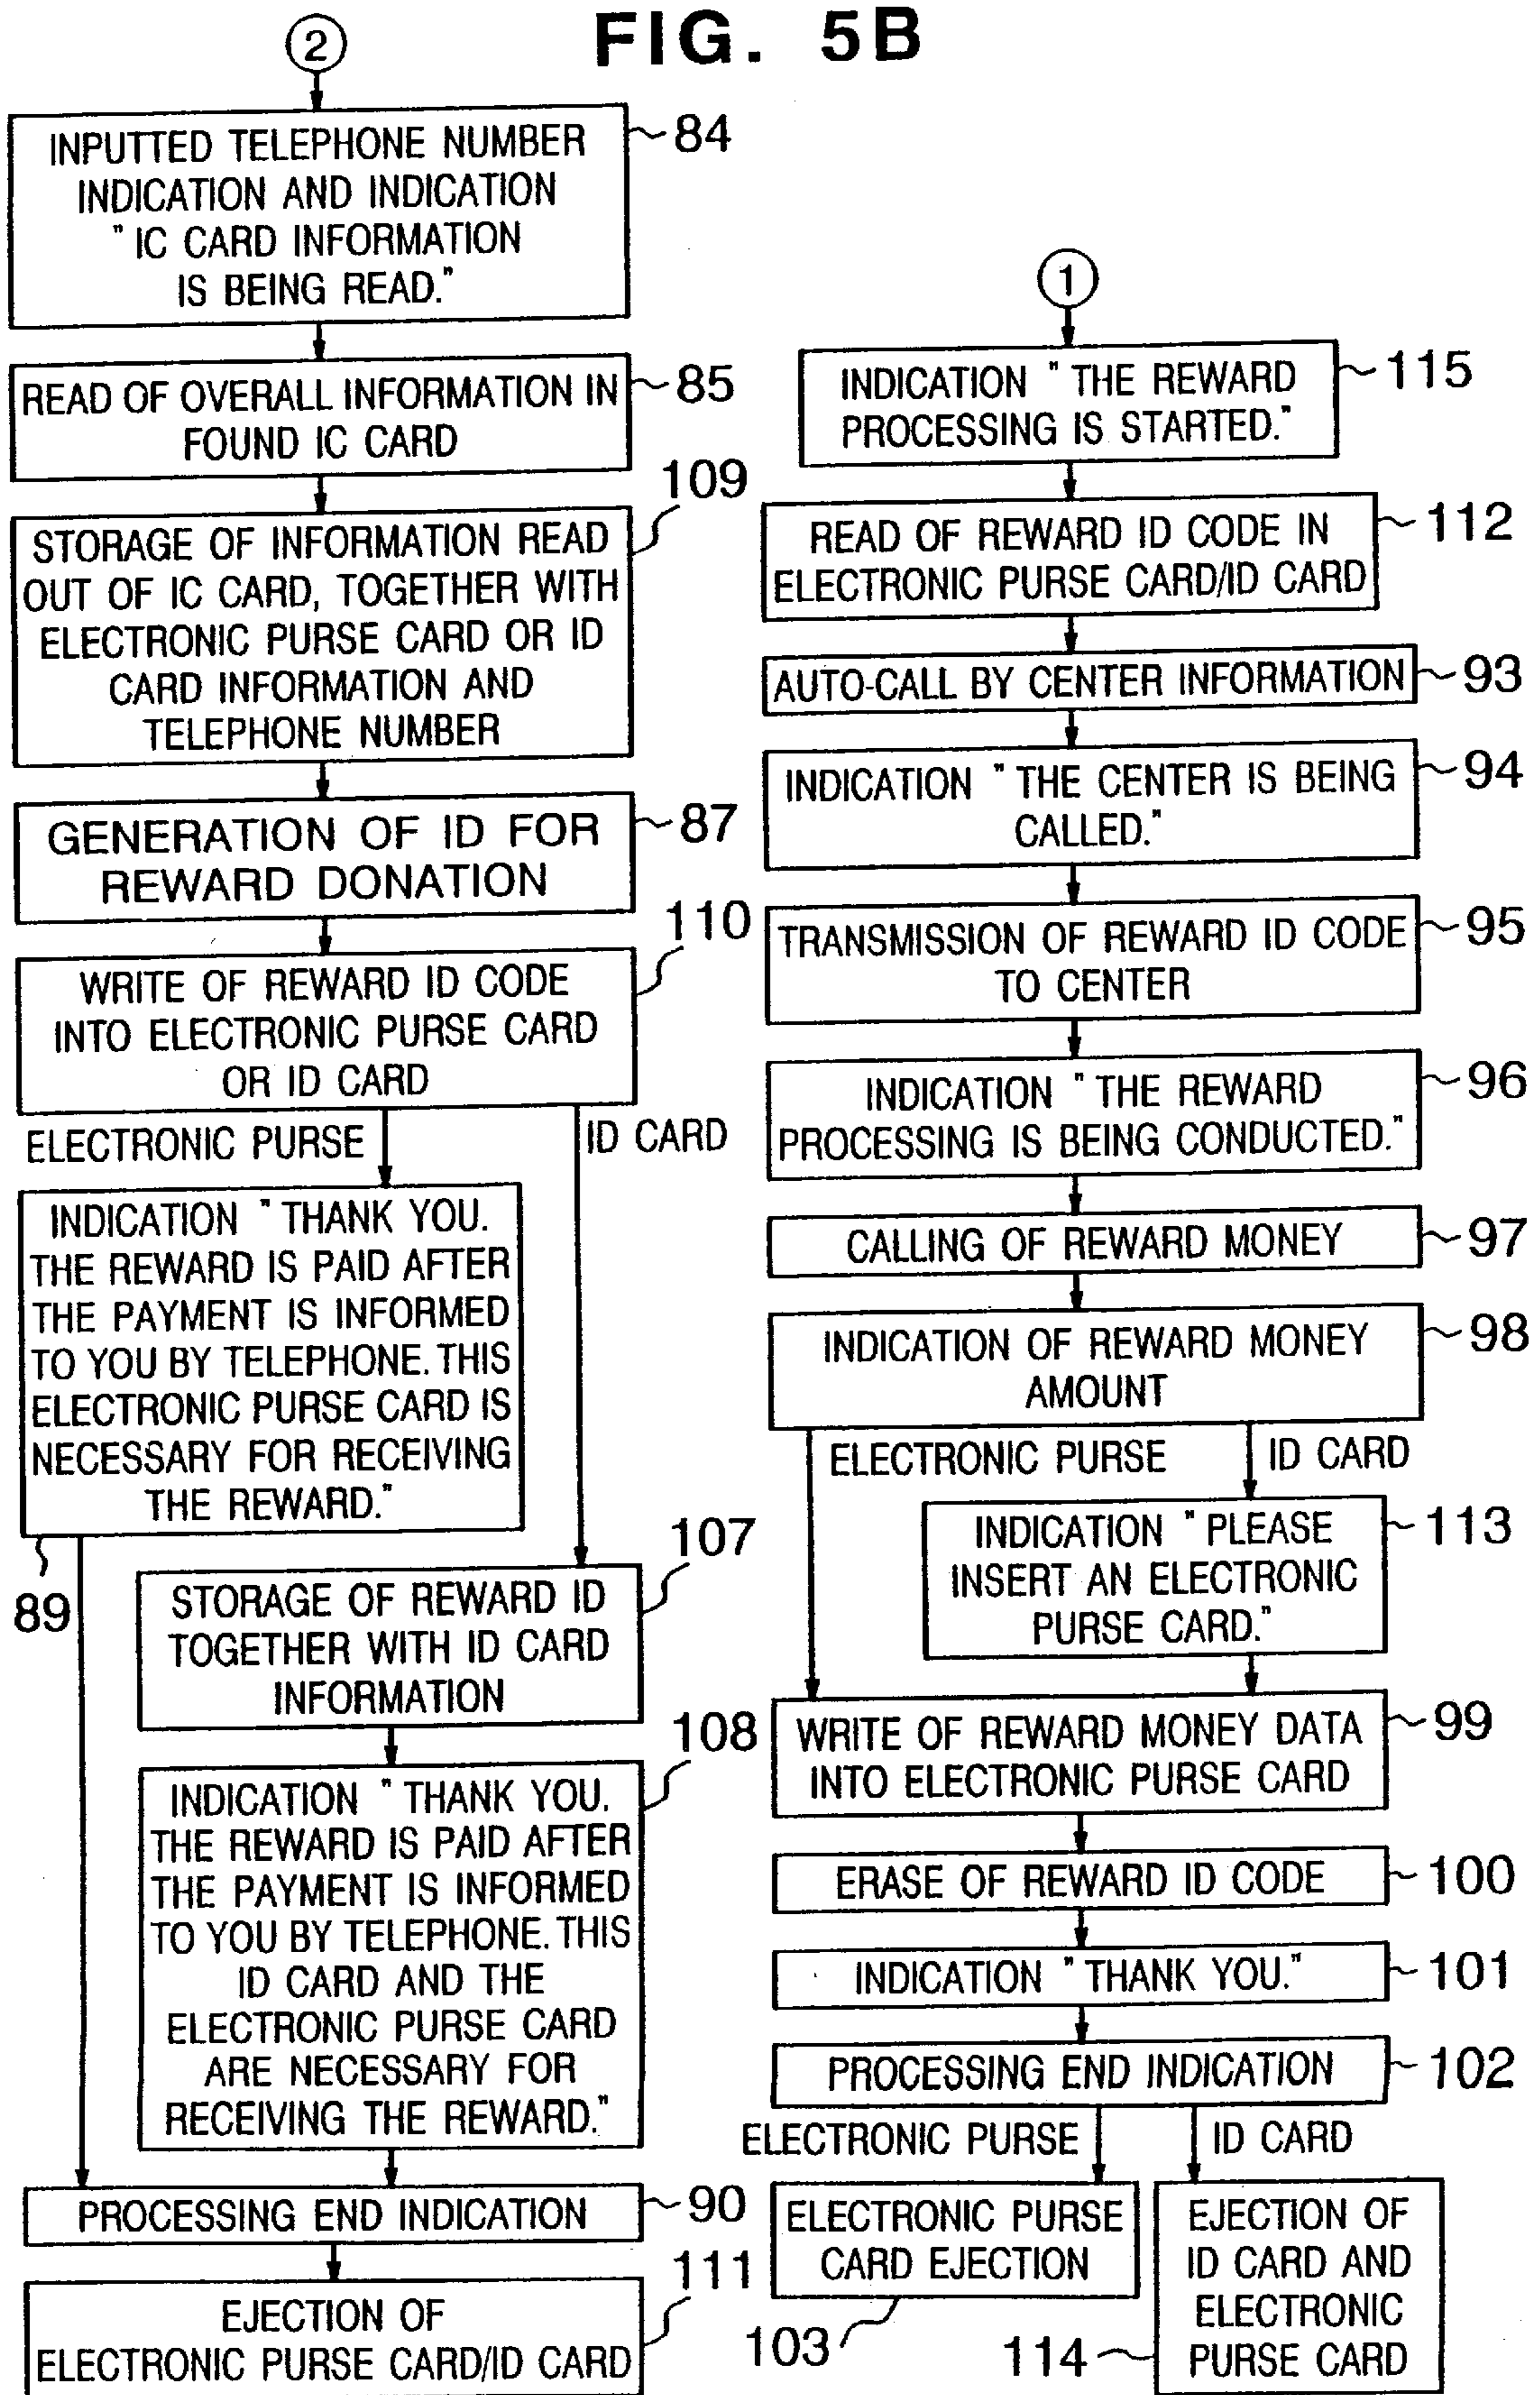 FIG. 5B
2
INPUTTED TELEPHONE NUMBER
INDICATION AND INDICATION
" IC CARD INFORMATION
IS BEING READ."
84
READ OF OVERALL INFORMATION IN
FOUND IC CARD
85
109
STORAGE OF INFORMATION READ
OUT OF IC CARD, TOGETHER WITH
ELECTRONIC PURSE CARD OR ID
CARD INFORMATION AND
TELEPHONE NUMBER
GENERATION OF ID FOR
REWARD DONATION
87
110
WRITE OF REWARD ID CODE
INTO ELECTRONIC PURSE CARD
OR ID CARD
ELECTRONIC PURSE
ID CARD
INDICATION " THANK YOU.
THE REWARD IS PAID AFTER
THE PAYMENT IS INFORMED
TO YOU BY TELEPHONE. THIS
ELECTRONIC PURSE CARD IS
NECESSARY FOR RECEIVING
THE REWARD."
89
107
STORAGE OF REWARD ID
TOGETHER WITH ID CARD
INFORMATION
108
INDICATION " THANK YOU.
THE REWARD IS PAID AFTER
THE PAYMENT IS INFORMED
TO YOU BY TELEPHONE. THIS
ID CARD AND THE
ELECTRONIC PURSE CARD
ARE NECESSARY FOR
RECEIVING THE REWARD."
PROCESSING END INDICATION
90
111
EJECTION OF
ELECTRONIC PURSE CARD/ID CARD
1
INDICATION " THE REWARD
PROCESSING IS STARTED."
115
READ OF REWARD ID CODE IN
ELECTRONIC PURSE CARD/ID CARD
112
AUTO-CALL BY CENTER INFORMATION
93
INDICATION " THE CENTER IS BEING
CALLED."
94
TRANSMISSION OF REWARD ID CODE
TO CENTER
95
INDICATION " THE REWARD
PROCESSING IS BEING CONDUCTED."
96
CALLING OF REWARD MONEY
97
INDICATION OF REWARD MONEY
AMOUNT
98
ELECTRONIC PURSE
ID CARD
INDICATION " PLEASE
INSERT AN ELECTRONIC
PURSE CARD."
113
WRITE OF REWARD MONEY DATA
INTO ELECTRONIC PURSE CARD
99
ERASE OF REWARD ID CODE
100
INDICATION " THANK YOU."
101
PROCESSING END INDICATION
102
ELECTRONIC PURSE
ID CARD
ELECTRONIC PURSE
CARD EJECTION
103
EJECTION OF
ID CARD AND
ELECTRONIC
PURSE CARD
114